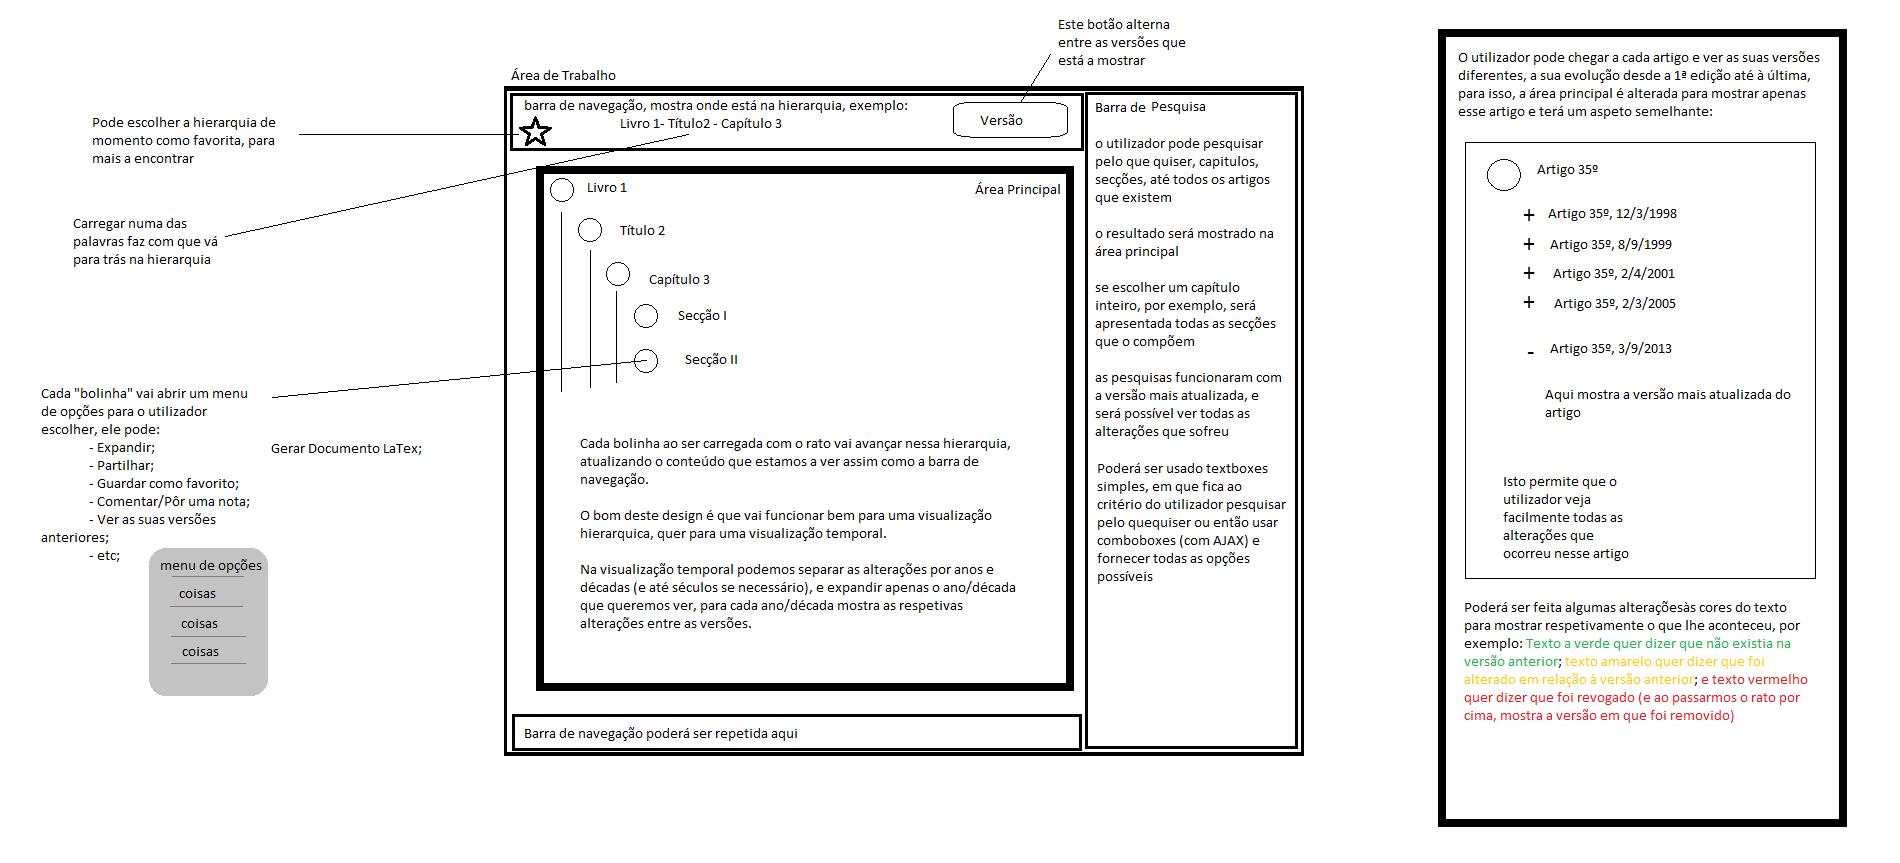 Este botão alterna
entre as versões que
está a mostrar
Área de Trabalho
barra de navegação, mostra onde está na hierarquia, exemplo:
Livro 1- Título2 - Capítulo 3
Versão
Pode escolher a hierarquia de
momento como favorita, para
mais a encontrar
Carregar numa das
palavras faz com que vá
para trás na hierarquia
Cada "bolinha" vai abrir um menu
de opções para o utilizador
escolher, ele pode:
- Expandir;
- Partilhar;
- Guardar como favorito;
- Comentar/Pôr uma nota;
- Ver as suas versões
anteriores;
- etc;
Gerar Documento LaTex;
menu de opções
coisas
coisas
coisas
Área Principal
Livro 1
Título 2
Capítulo 3
Secção I
Secção II
Cada bolinha ao ser carregada com o rato vai avançar nessa hierarquia,
atualizando o conteúdo que estamos a ver assim como a barra de
navegação.
O bom deste design é que vai funcionar bem para uma visualização
hierarquica, quer para uma visualização temporal.
Na visualização temporal podemos separar as alterações por anos e
décadas (e até séculos se necessário), e expandir apenas o ano/década
que queremos ver, para cada ano/década mostra as respetivas
alterações entre as versões.
Barra de navegação poderá ser repetida aqui
Barra de Pesquisa
o utilizador pode pesquisar
pelo que quiser, capitulos,
secções, até todos os artigos
que existem
o resultado será mostrado na
área principal
se escolher um capítulo
inteiro, por exemplo, será
apresentada todas as secções
que o compõem
as pesquisas funcionaram com
a versão mais atualizada, e
será possível ver todas as
alterações que sofreu
Poderá ser usado textboxes
simples, em que fica ao
critério do utilizador pesquisar
pelo quequiser ou então usar
comboboxes (com AJAX) e
fornecer todas as opções
possíveis
O utilizador pode chegar a cada artigo e ver as suas versões
diferentes, a sua evolução desde a 1ª edição até à última,
para isso, a área principal é alterada para mostrar apenas
esse artigo e terá um aspeto semelhante:
Artigo 35º
+ Artigo 35º, 12/3/1998
+ Artigo 35º, 8/9/1999
+ Artigo 35º, 2/4/2001
+ Artigo 35º, 2/3/2005
- Artigo 35º, 3/9/2013
Aqui mostra a versão mais atualizada do
artigo
Isto permite que o
utilizador veja
facilmente todas as
alterações que
ocorreu nesse artigo
Poderá ser feita algumas alteraçõesàs cores do texto
para mostrar respetivamente o que lhe aconteceu, por
exemplo: Texto a verde quer dizer que não existia na
versão anterior; texto amarelo quer dizer que foi
alterado em relação à versão anterior; e texto vermelho
quer dizer que foi revogado (e ao passarmos o rato por
cima, mostra a versão em que foi removido)